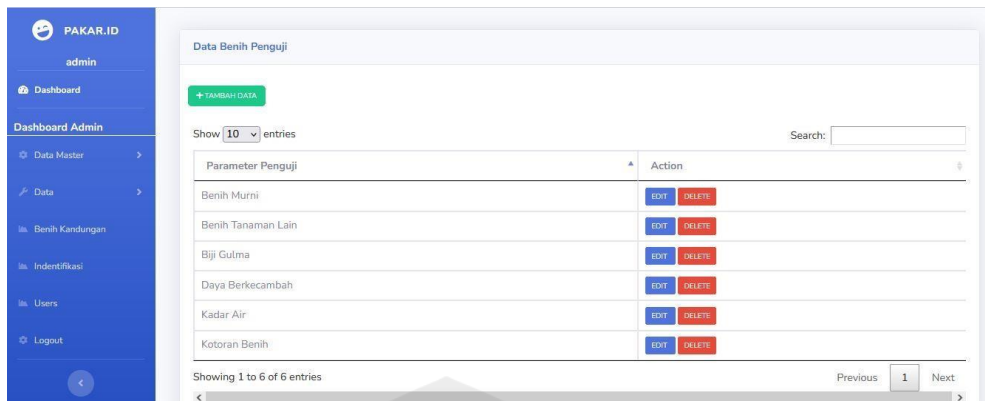 PAKAR.ID
admin
Dashboard
Dashboard Admin
Data Master
Data
Benih Kandungan
Indentifikasi
Users
Logout
Data Benih Penguji
+ TAMBAH DATA
Show 10 entries
Search:
Parameter Penguji Action
Benih Murni EDIT DELETE
Benih Tanaman Lain EDIT DELETE
Biji Gulma EDIT DELETE
Daya Berkecambah EDIT DELETE
Kadar Air EDIT DELETE
Kotoran Benih EDIT DELETE
Showing 1 to 6 of 6 entries
Previous 1 Next